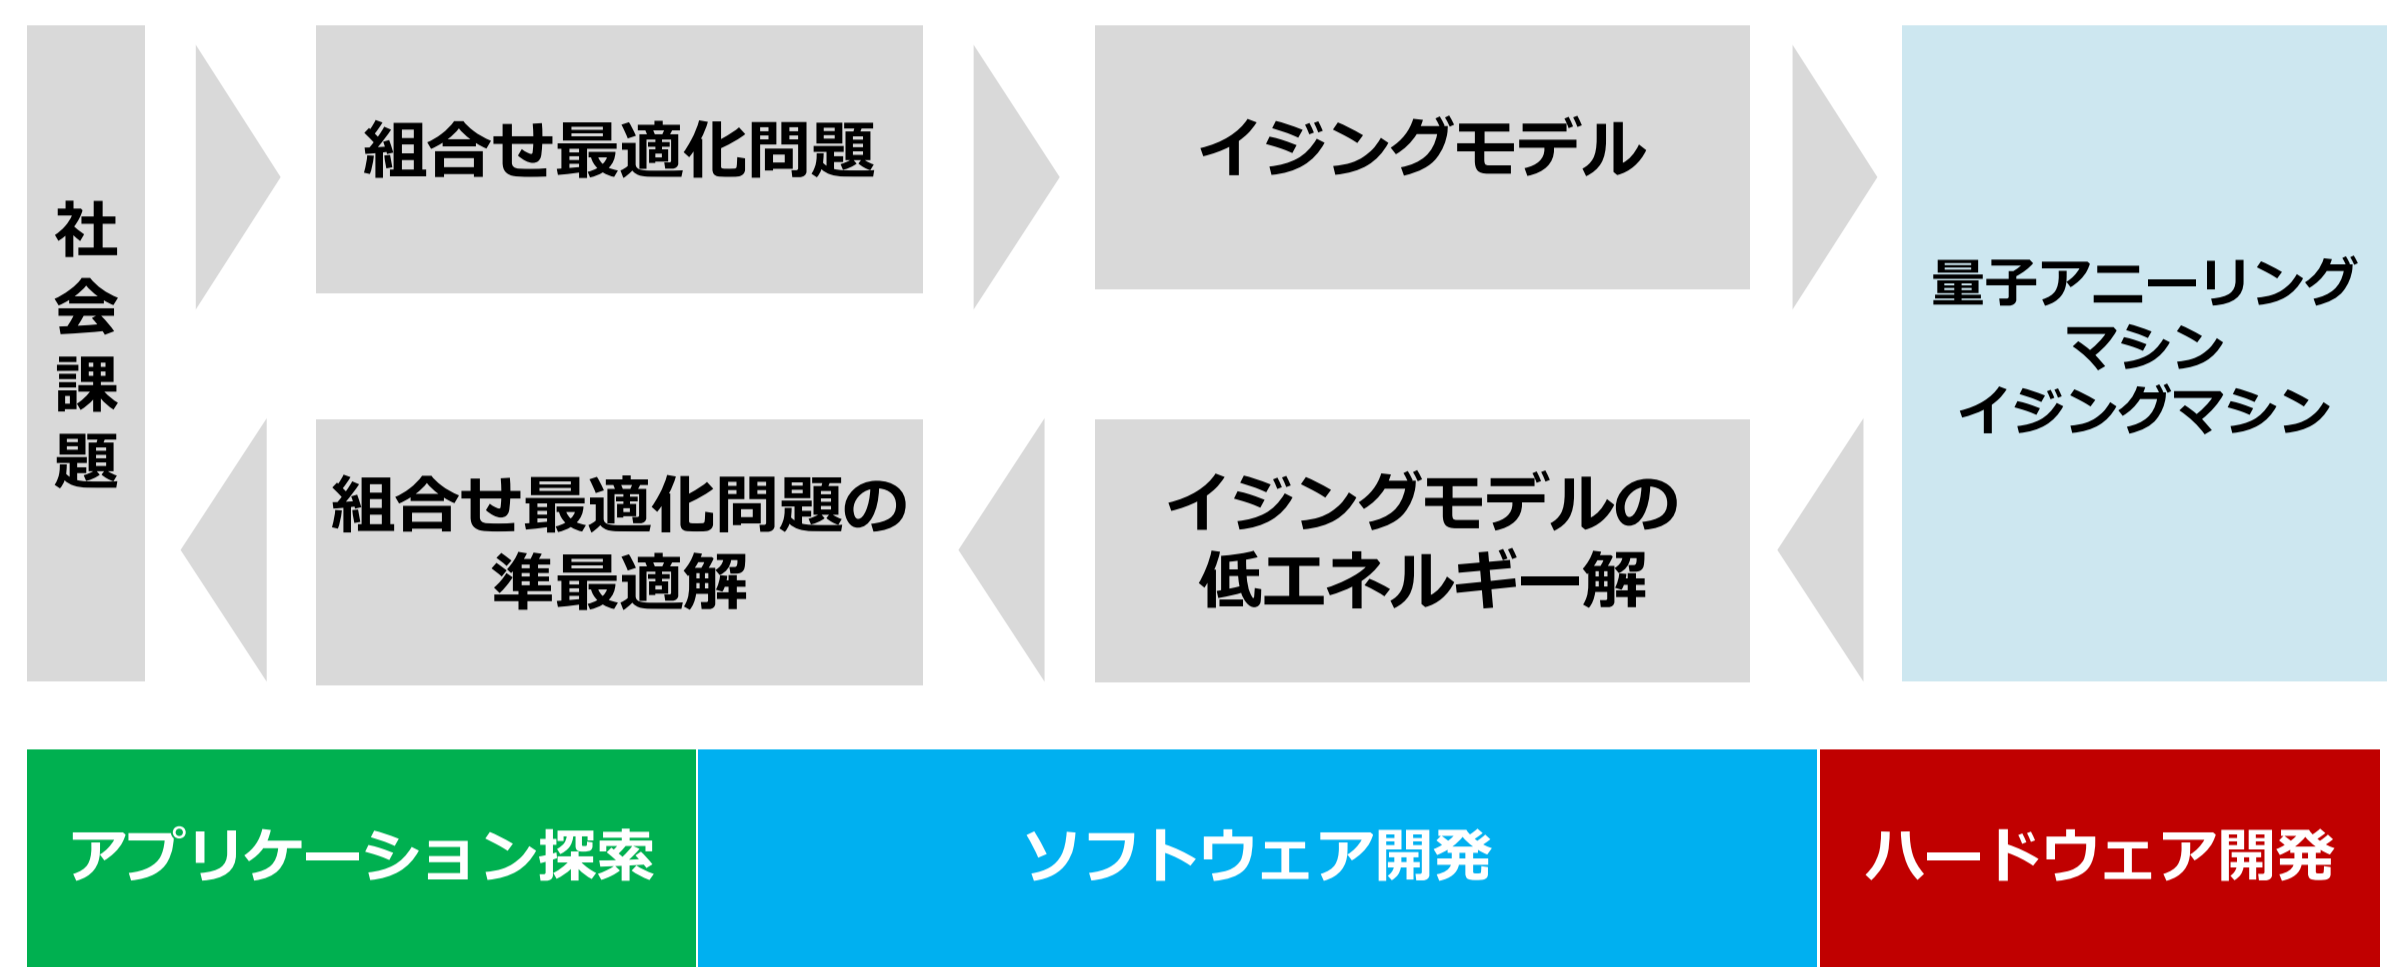 社会課題
組合せ最適化問題
イジングモデル
量子アニーリング
マシン
イジングマシン
組合せ最適化問題の
準最適解
イジングモデルの
低エネルギー解
アプリケーション探索
ソフトウェア開発
ハードウェア開発